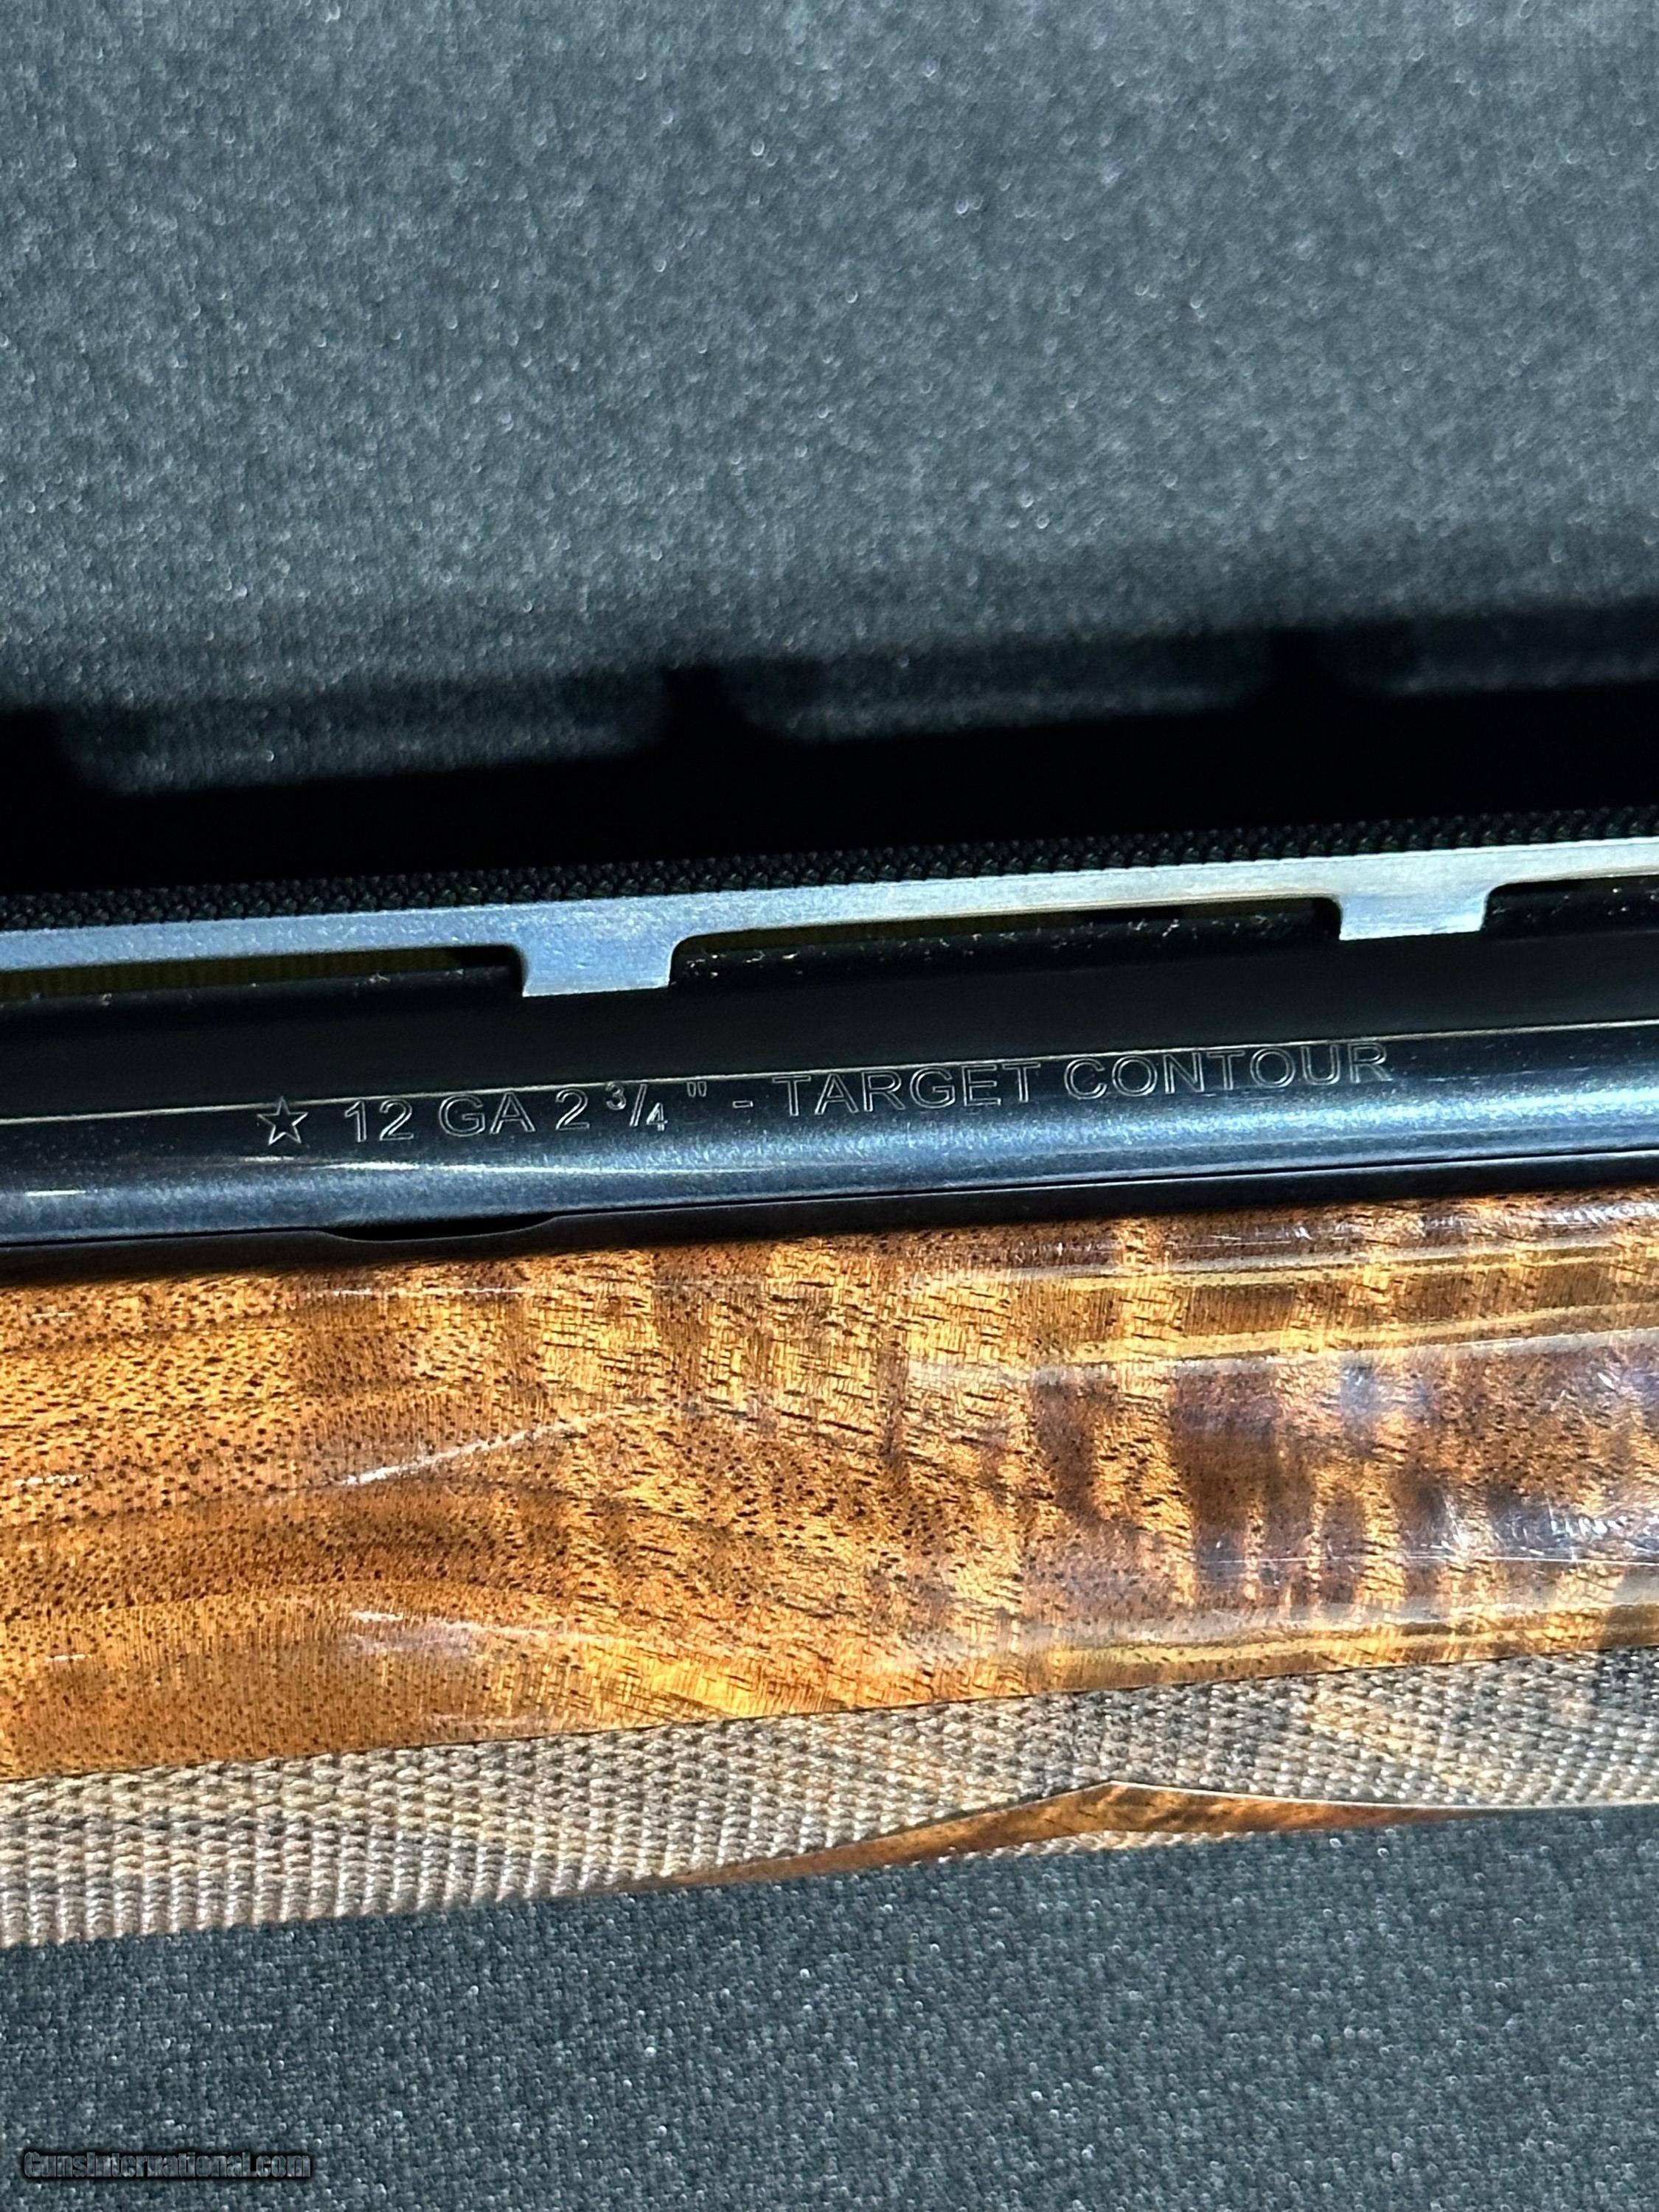 ☆ 12 GA 2 3/4 " - TARGET CONTOUR
GunsInternational.com